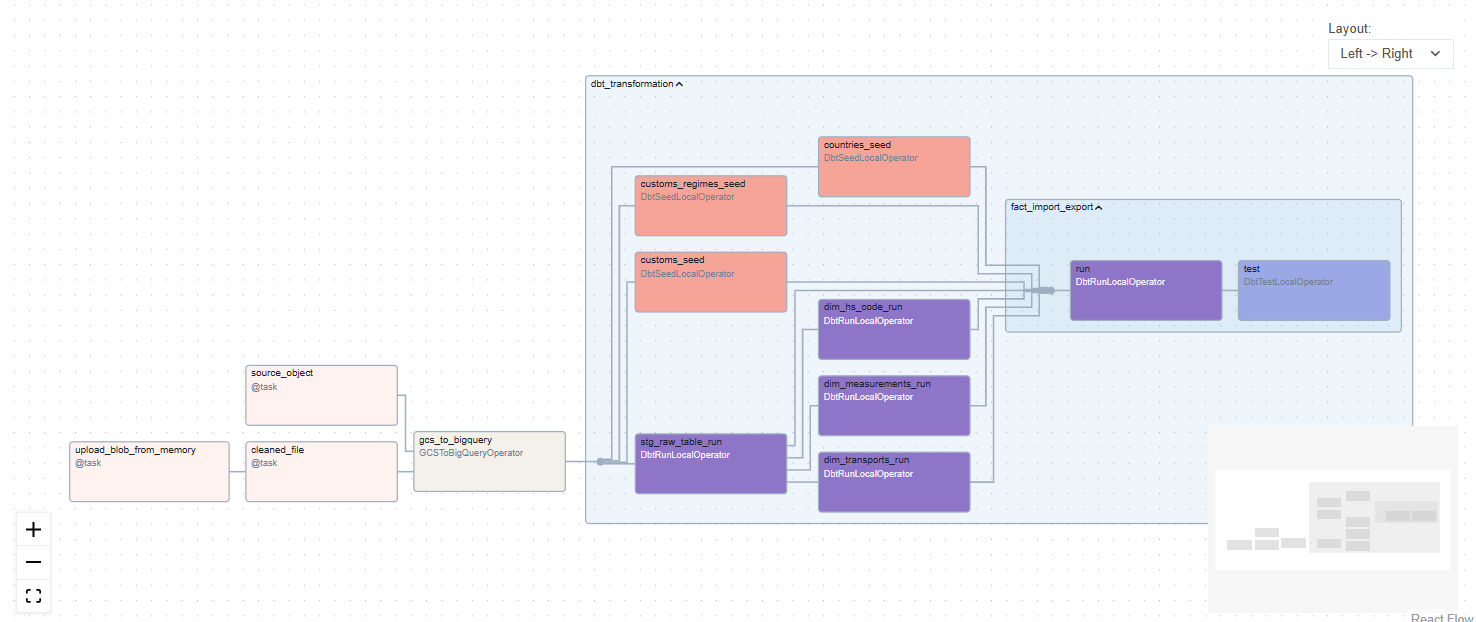 Layout:
Left -> Right
dbt_transformation
countries_seed
DbtSeedLocalOperator
customs_regimes_seed
DbtSeedLocalOperator
fact_import_export
customs_seed
DbtSeedLocalOperator
run
DbtRunLocalOperator
test
DbtTestLocalOperator
dim_hs_code_run
DbtRunLocalOperator
source_object
@task
dim_measurements_run
DbtRunLocalOperator
upload_blob_from_memory
@task
cleaned_file
@task
gcs_to_bigquery
GCSToBigQueryOperator
stg_raw_table_run
DbtRunLocalOperator
dim_transports_run
DbtRunLocalOperator
React Flow